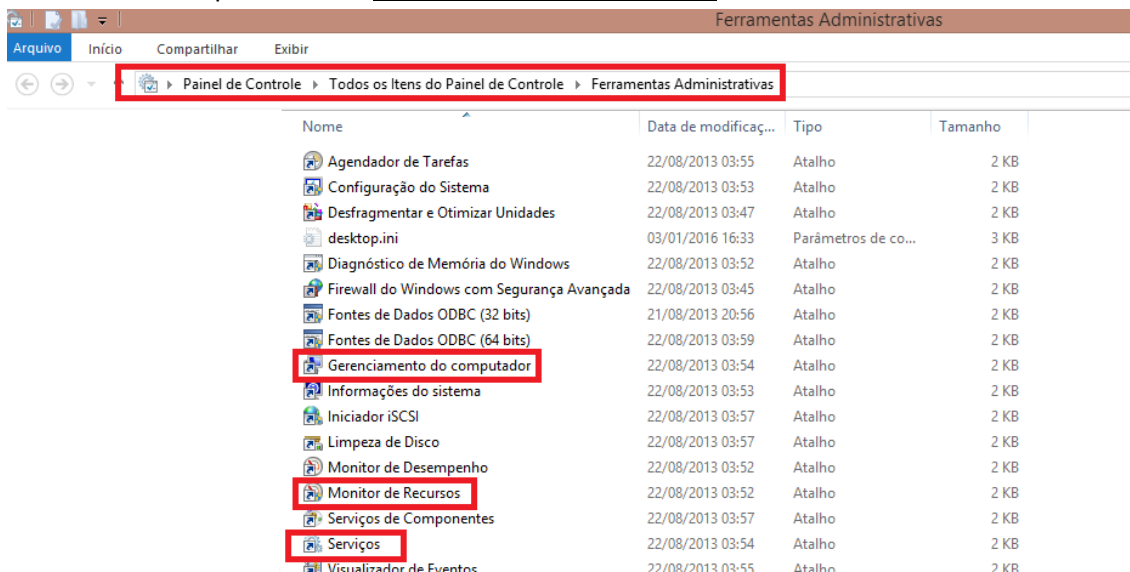 Ferramentas Administrativas
Arquivo Início Compartilhar Exibir
Painel de Controle Todos os Itens do Painel de Controle Ferramentas Administrativas
Nome Data de modificaç... Tipo Tamanho
Agendador de Tarefas 22/08/2013 03:55 Atalho 2 KB
Configuração do Sistema 22/08/2013 03:53 Atalho 2 KB
Desfragmentar e Otimizar Unidades 22/08/2013 03:47 Atalho 2 KB
desktop.ini 03/01/2016 16:33 Parâmetros de co... 3 KB
Diagnóstico de Memória do Windows 22/08/2013 03:52 Atalho 2 KB
Firewall do Windows com Segurança Avançada 22/08/2013 03:45 Atalho 2 KB
Fontes de Dados ODBC (32 bits) 21/08/2013 20:56 Atalho 2 KB
Fontes de Dados ODBC (64 bits) 22/08/2013 03:59 Atalho 2 KB
Gerenciamento do computador 22/08/2013 03:54 Atalho 2 KB
Informações do sistema 22/08/2013 03:53 Atalho 2 KB
Iniciador iSCSI 22/08/2013 03:57 Atalho 2 KB
Limpeza de Disco 22/08/2013 03:57 Atalho 2 KB
Monitor de Desempenho 22/08/2013 03:52 Atalho 2 KB
Monitor de Recursos 22/08/2013 03:52 Atalho 2 KB
Serviços de Componentes 22/08/2013 03:57 Atalho 2 KB
Serviços 22/08/2013 03:54 Atalho 2 KB
Visualizador de Eventos 22/08/2013 03:55 Atalho 2 KB